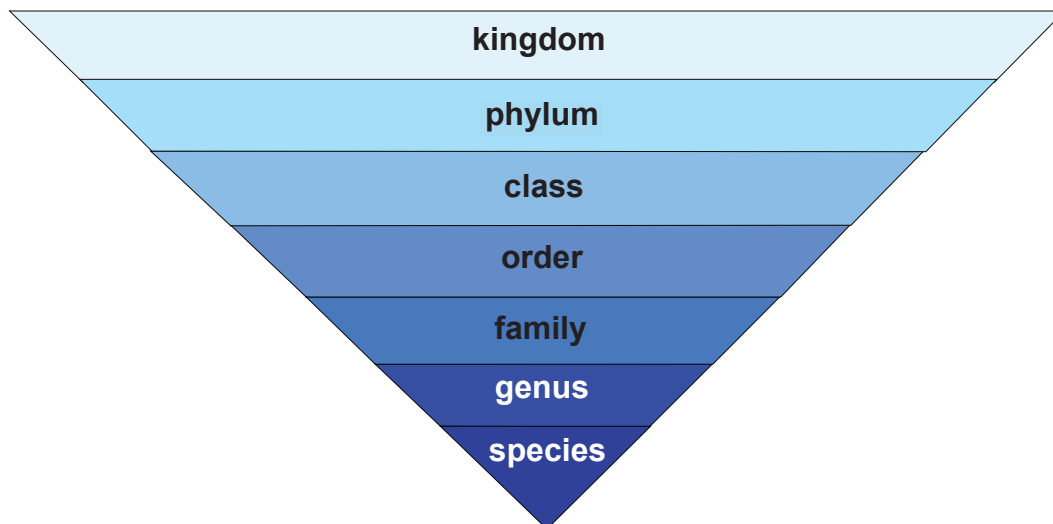 kingdom
phylum
class
order
family
genus
species